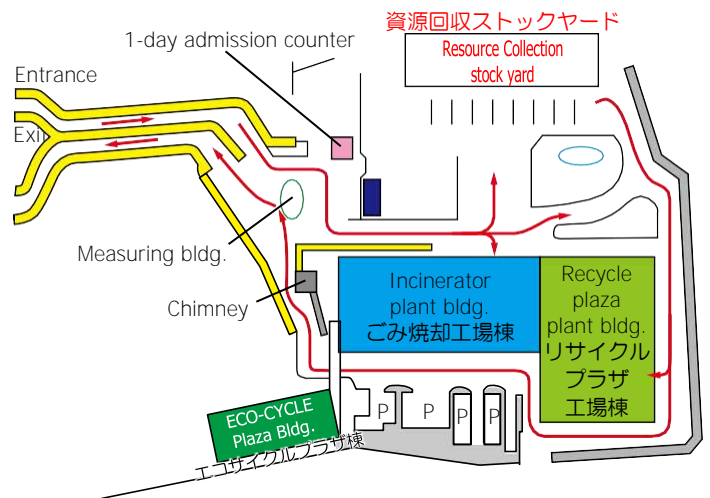 資源回収ストックヤード
1-day admission counter
Resource Collection
stock yard
Entrance
Exit
Measuring bldg.
Chimney
Incinerator
plant bldg.
ごみ焼却工場棟
Recycle
plaza
plant bldg.
リサイクル
プラザ
工場棟
ECO-CYCLE
Plaza Bldg.
エコサイクルプラザ棟
P
P
P
P